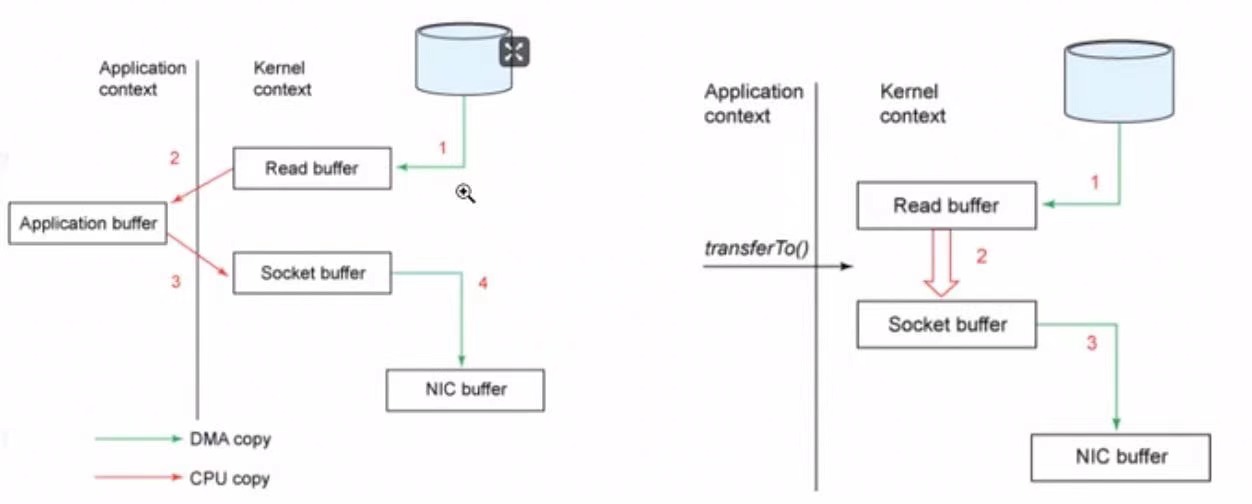 Application
context
Kernel
context
1
2
Read buffer
Application buffer
3
Socket buffer
4
NIC buffer
DMA copy
CPU copy
Application
context
Kernel
context
1
Read buffer
transferTo()
2
Socket buffer
3
NIC buffer